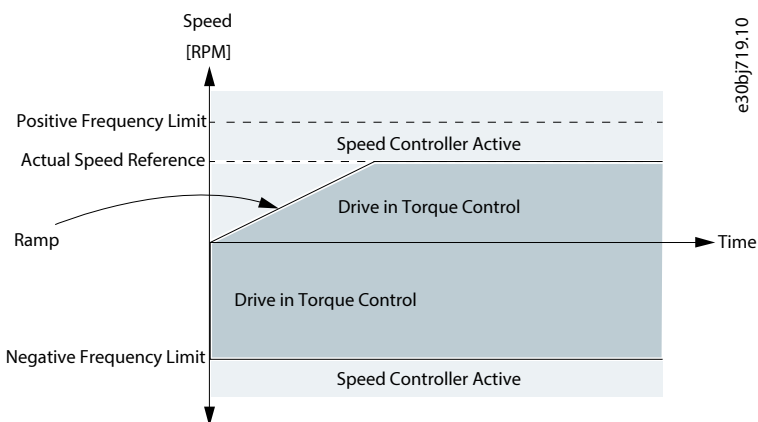 Speed
[RPM]
e30bj719.10
Positive Frequency Limit
Speed Controller Active
Actual Speed Reference
Drive in Torque Control
Ramp
Time
Drive in Torque Control
Negative Frequency Limit
Speed Controller Active